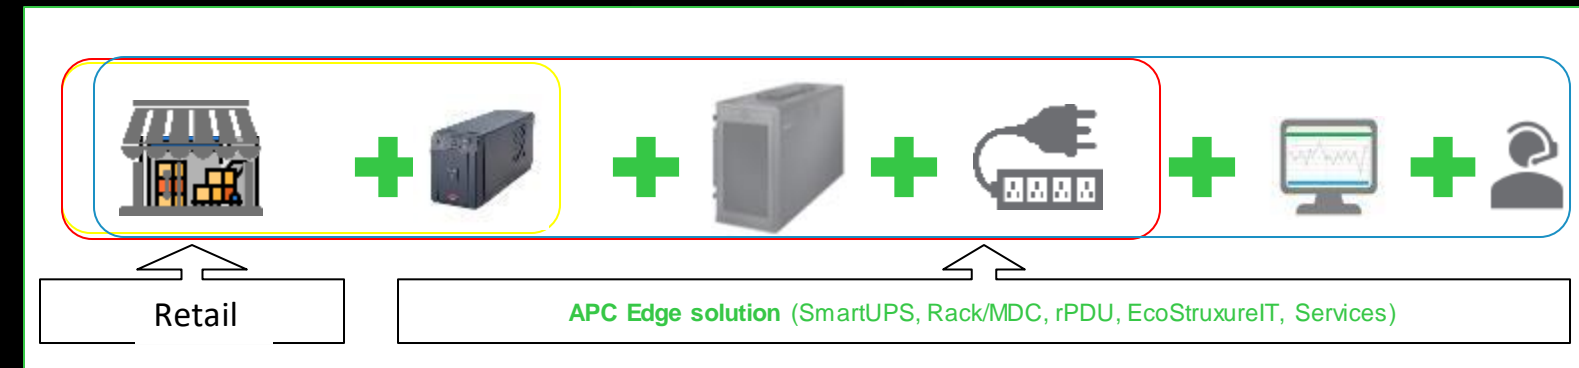 Retail
APC Edge solution (SmartUPS, Rack/MDC, rPDU, EcoStruxureIT, Services)